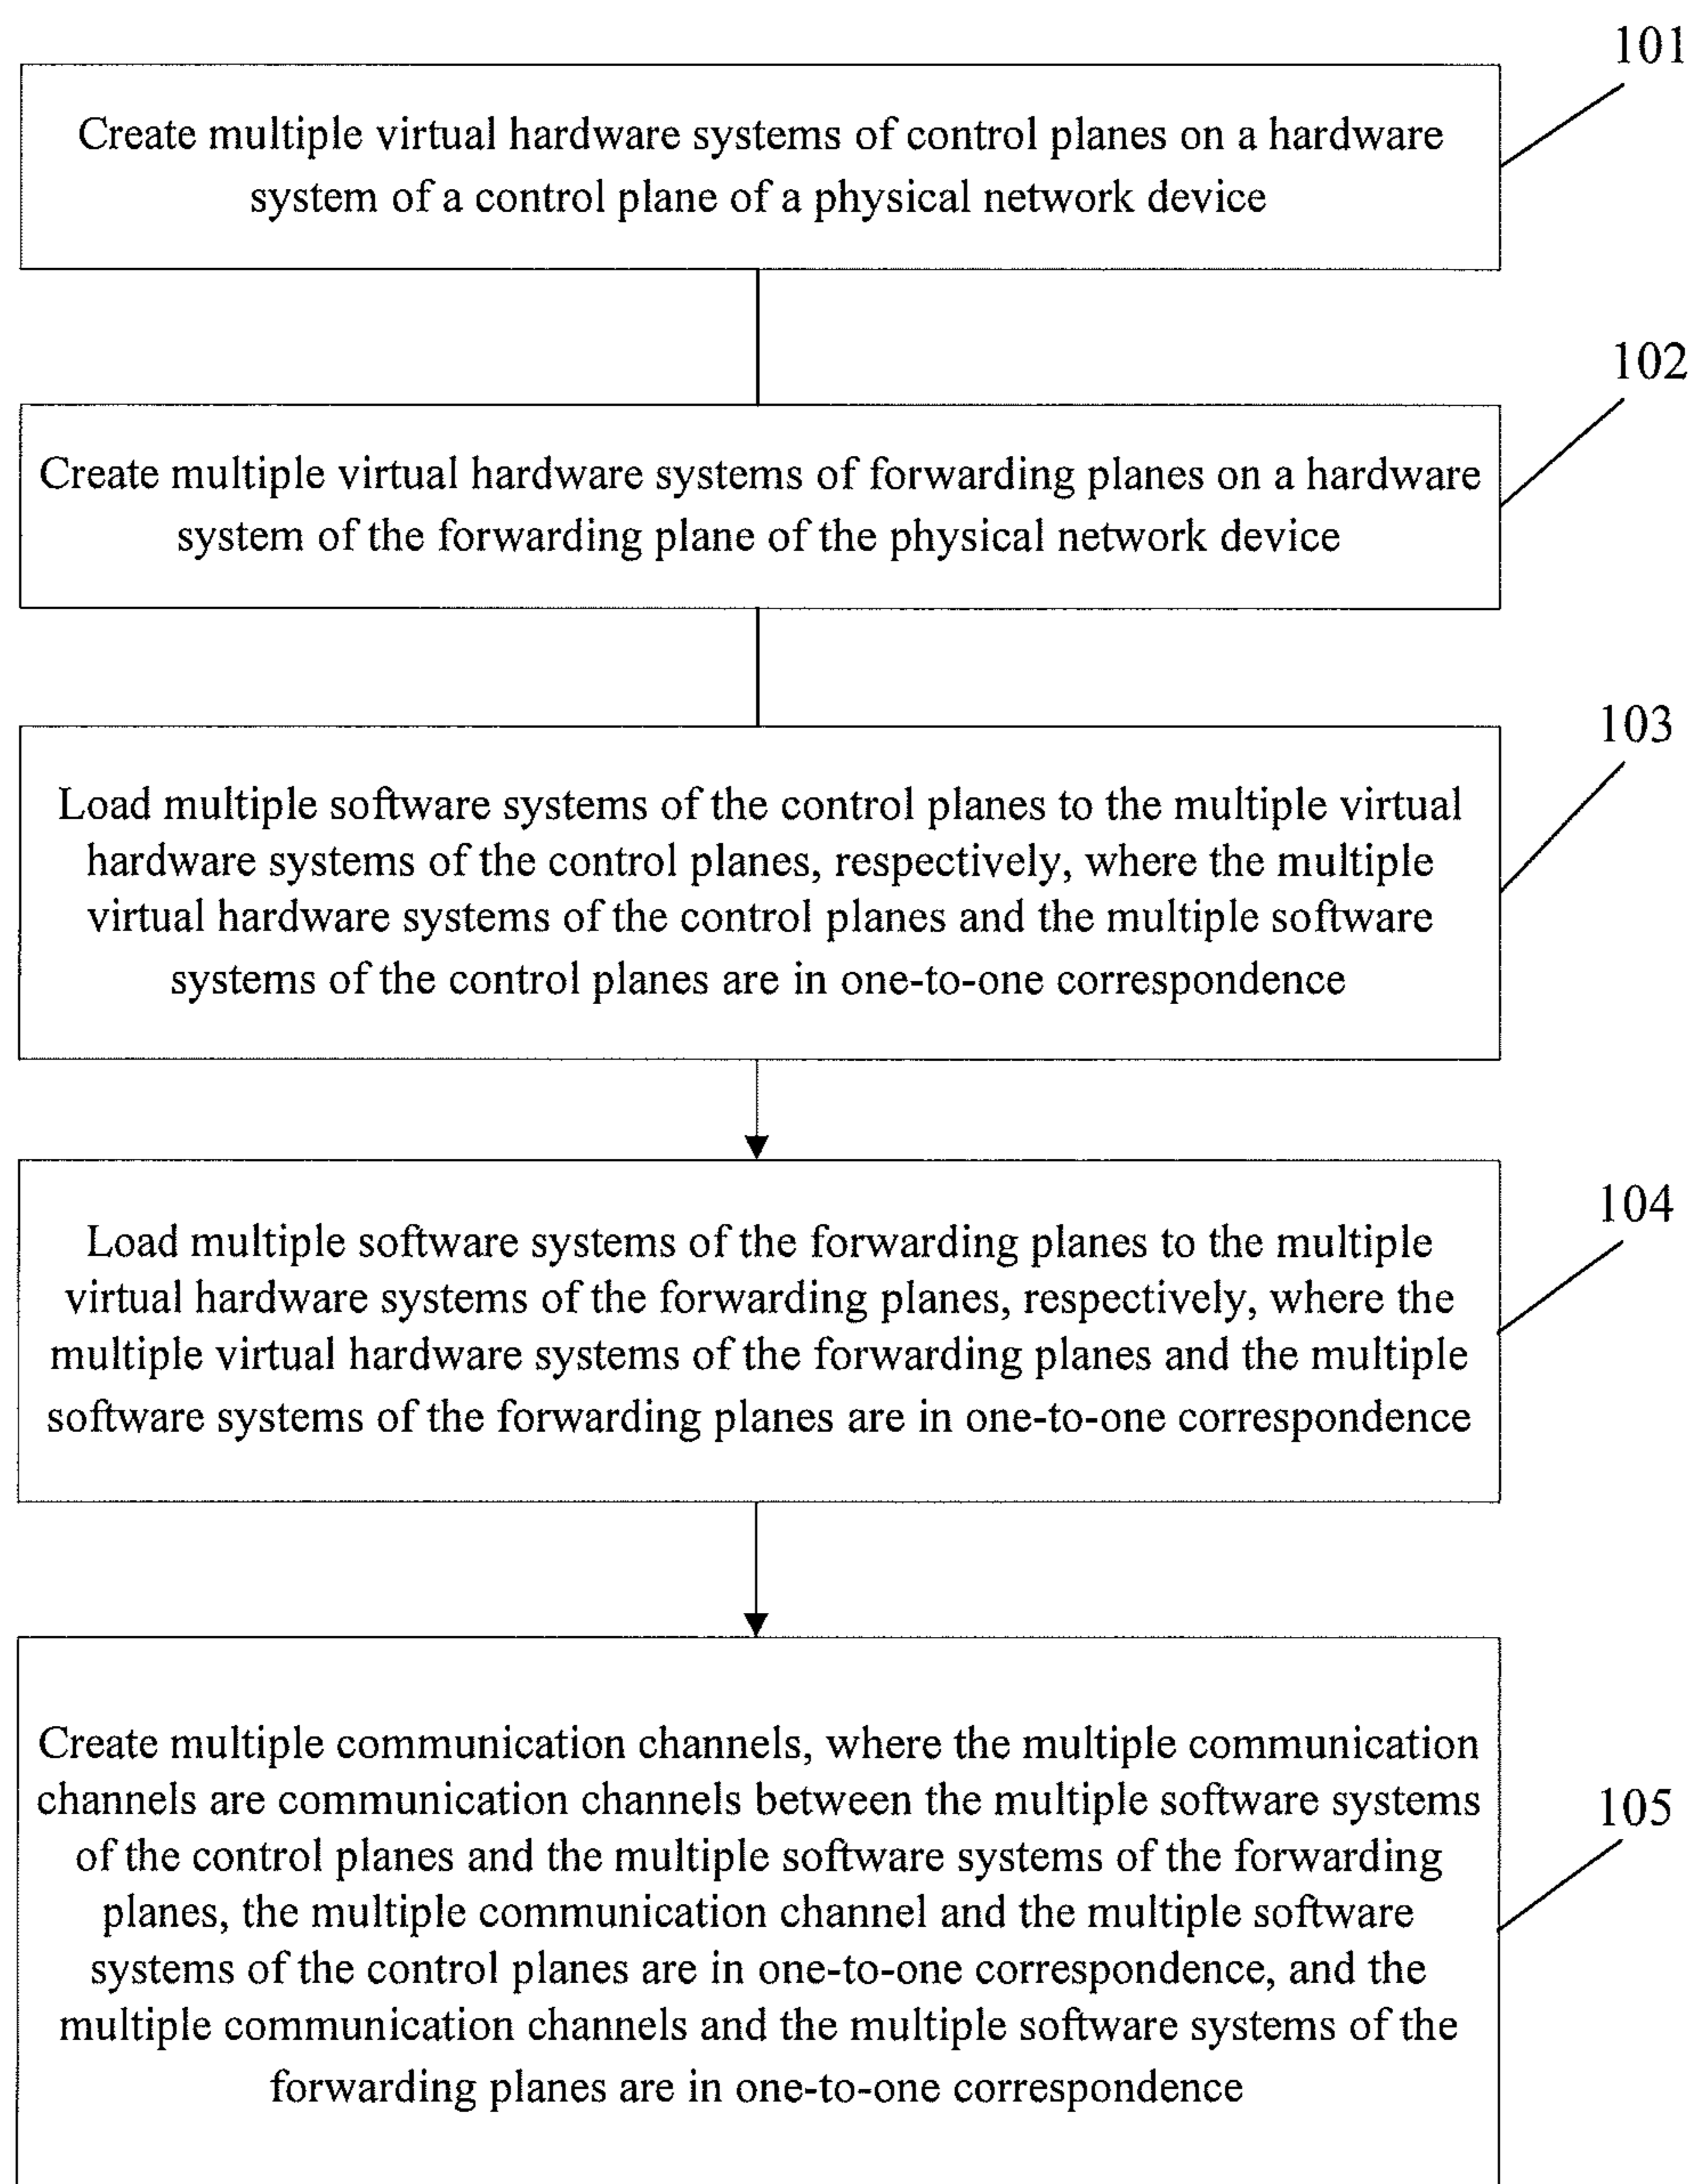 101
Create multiple virtual hardware systems of control planes on a hardware
system of a control plane of a physical network device
102
Create multiple virtual hardware systems of forwarding planes on a hardware
system of the forwarding plane of the physical network device
103
Load multiple software systems of the control planes to the multiple virtual
hardware systems of the control planes, respectively, where the multiple
virtual hardware systems of the control planes and the multiple software
systems of the control planes are in one-to-one correspondence
104
Load multiple software systems of the forwarding planes to the multiple
virtual hardware systems of the forwarding planes, respectively, where the
multiple virtual hardware systems of the forwarding planes and the multiple
software systems of the forwarding planes are in one-to-one correspondence
105
Create multiple communication channels, where the multiple communication
channels are communication channels between the multiple software systems
of the control planes and the multiple software systems of the forwarding
planes, the multiple communication channel and the multiple software
systems of the control planes are in one-to-one correspondence, and the
multiple communication channels and the multiple software systems of the
forwarding planes are in one-to-one correspondence